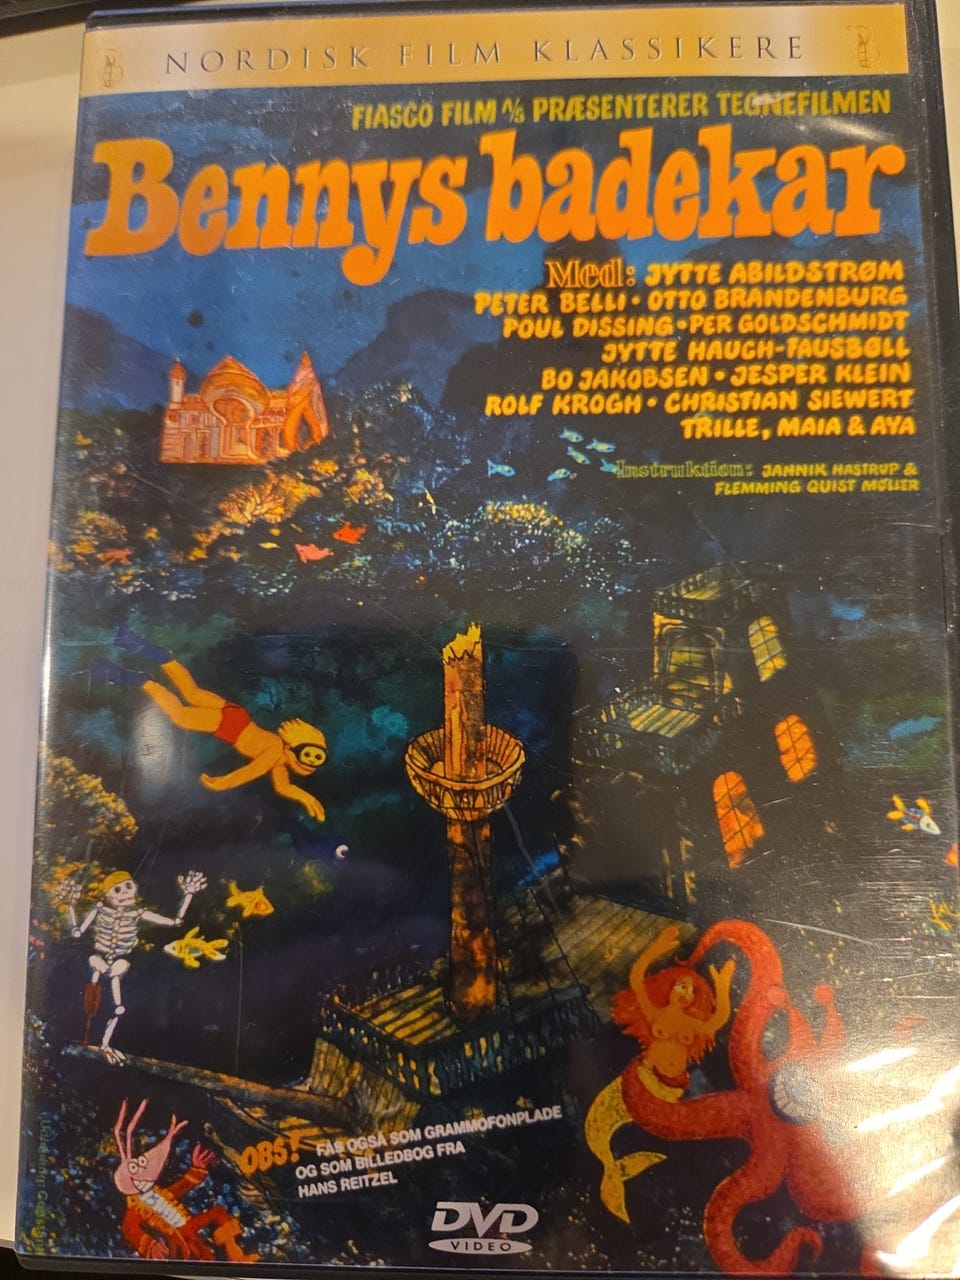 NORDISK FILM KLASSIKERE
FIASCO FILM A/S PRÆSENTERER TEGNEFILMEN
Bennys badekar
Med: JYTTE ABILDSTRØM
PETER BELLI • OTTO BRANDENBURG
POUL DISSING • PER GOLDSCHMIDT
JYTTE HAUCH-FAUSBØLL
BO JAKOBSEN • JESPER KLEIN
ROLF KROGH • CHRISTIAN SIEWERT
TRILLE, MAIA & AYA
Instruktion: JANNIK HASTRUP &
FLEMMING QUIST MØLLER
OBS! FÅS OGSÅ SOM GRAMMOFONPLADE
OG SOM BILLEDBOG FRA
HANS REITZEL
DVD
VIDEO